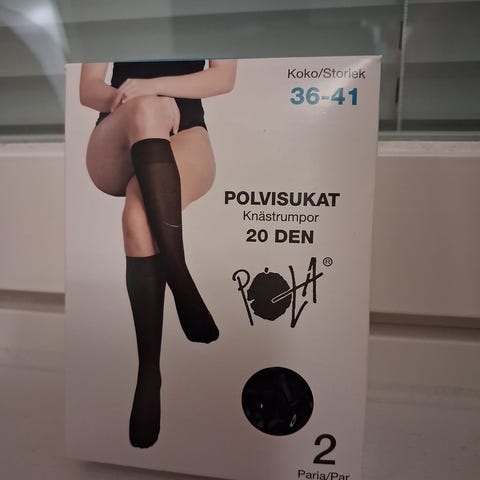 Koko/Storlek
36-41
POLVISUKAT
Knästrumpor
20 DEN
POLA®
2
Paria/Par